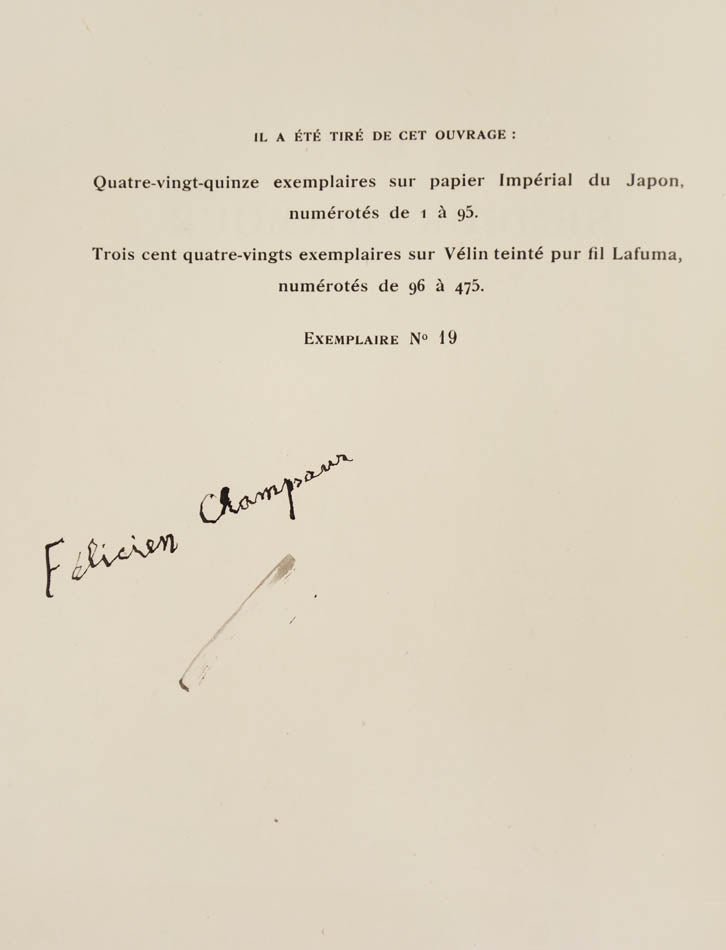 IL A ÉTÉ TIRÉ DE CET OUVRAGE :
Quatre-vingt-quinze exemplaires sur papier Impérial du Japon,
numérotés de 1 à 95.
Trois cent quatre-vingts exemplaires sur Vélin teinté pur fil Lafuma,
numérotés de 96 à 475.
EXEMPLAIRE Nº 19
Félicien Champsaur